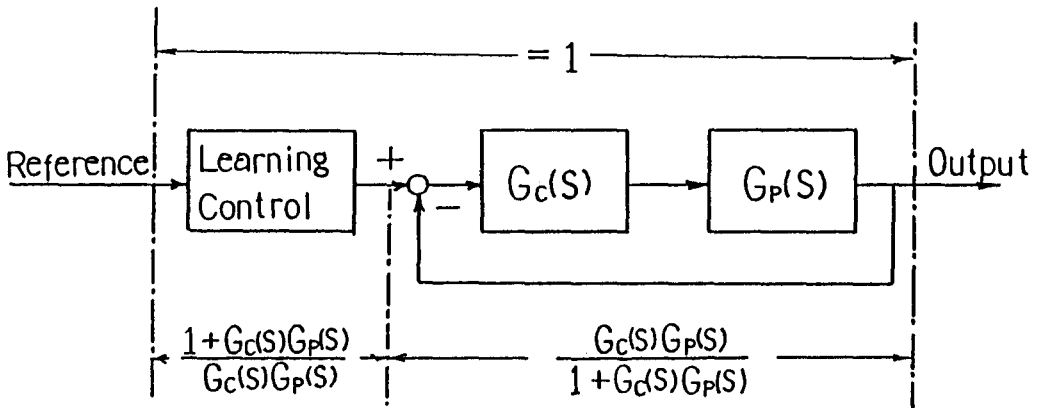 = 1
Reference
Learning
Control
+
−
GC(S)
GP(S)
Output
1+GC(S)GP(S)
GC(S)GP(S)
GC(S)GP(S)
1+GC(S)GP(S)